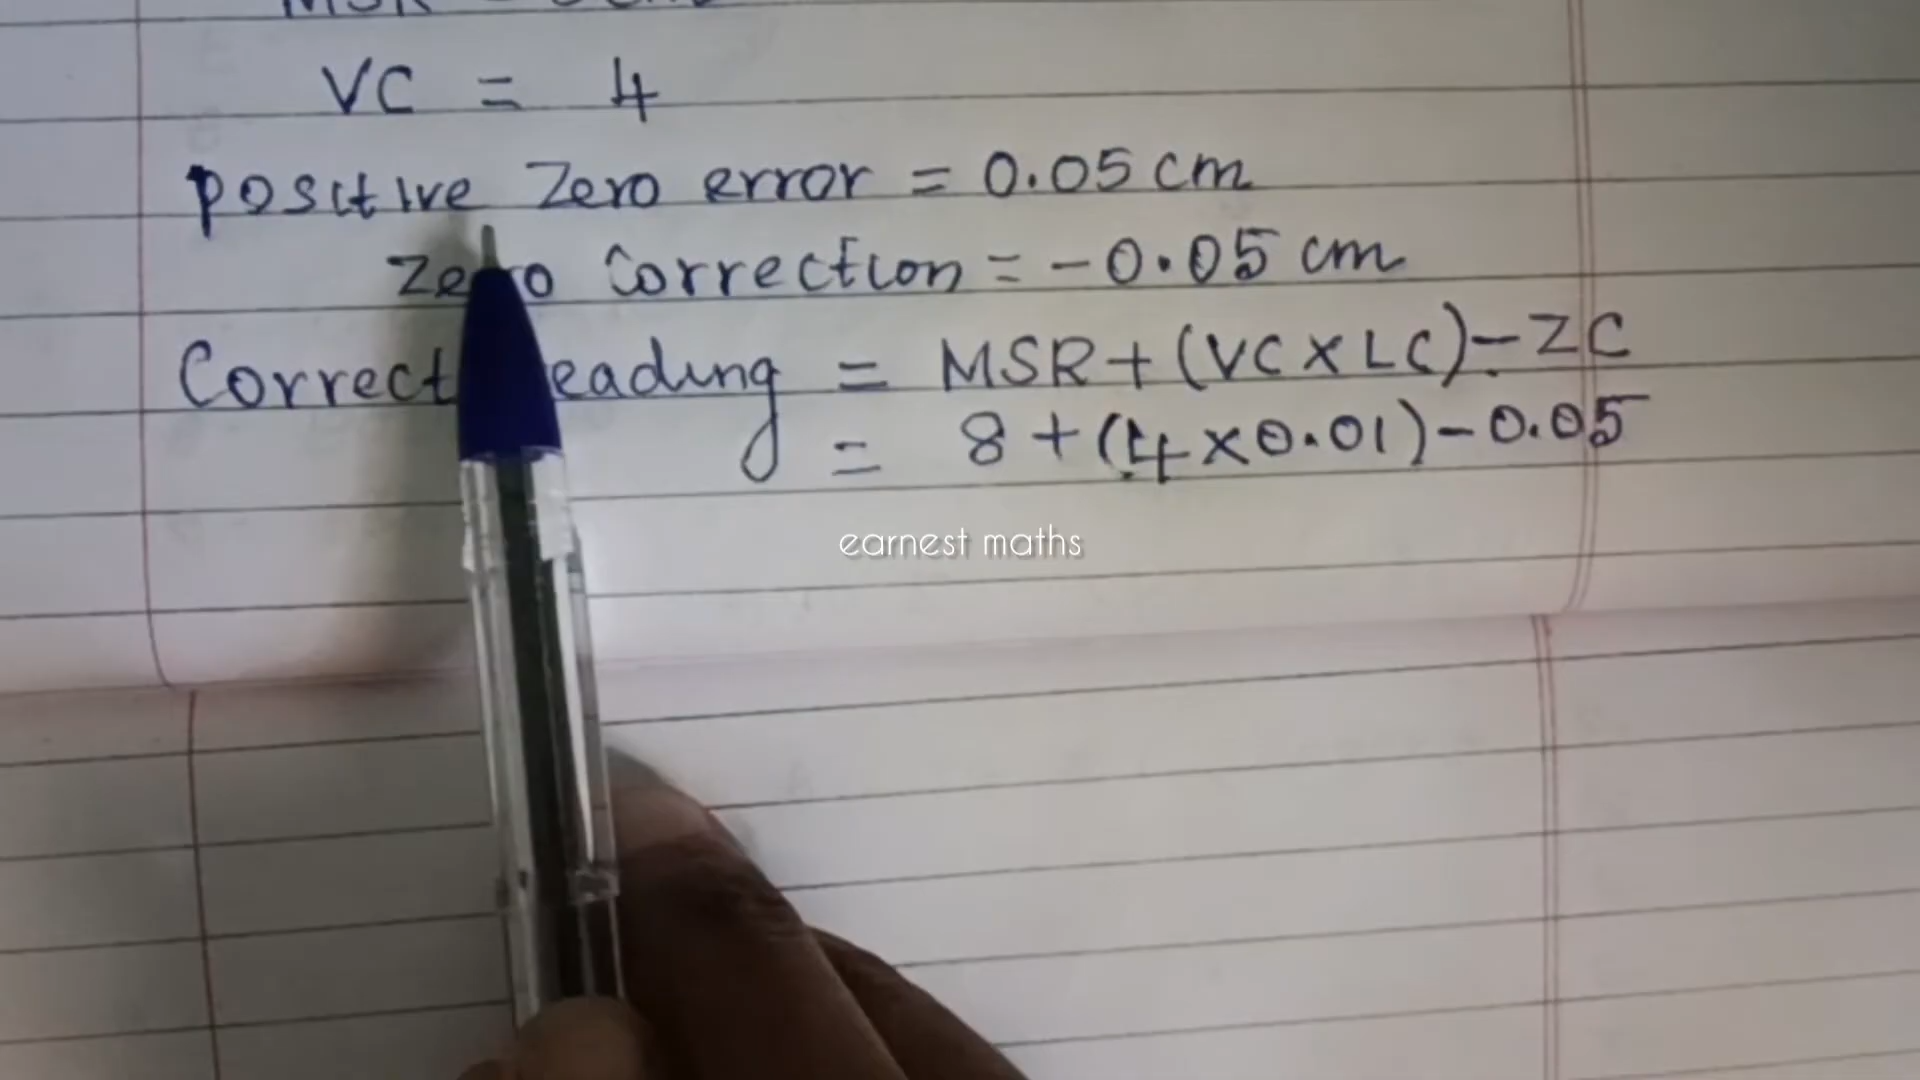 VC = 4
positive Zero error = 0.05 cm
Zero Correction = -0.05 cm
Correct eading = MSR + (VC X LC) - ZC
= 8 + (4 x 0.01) - 0.05
earnest maths